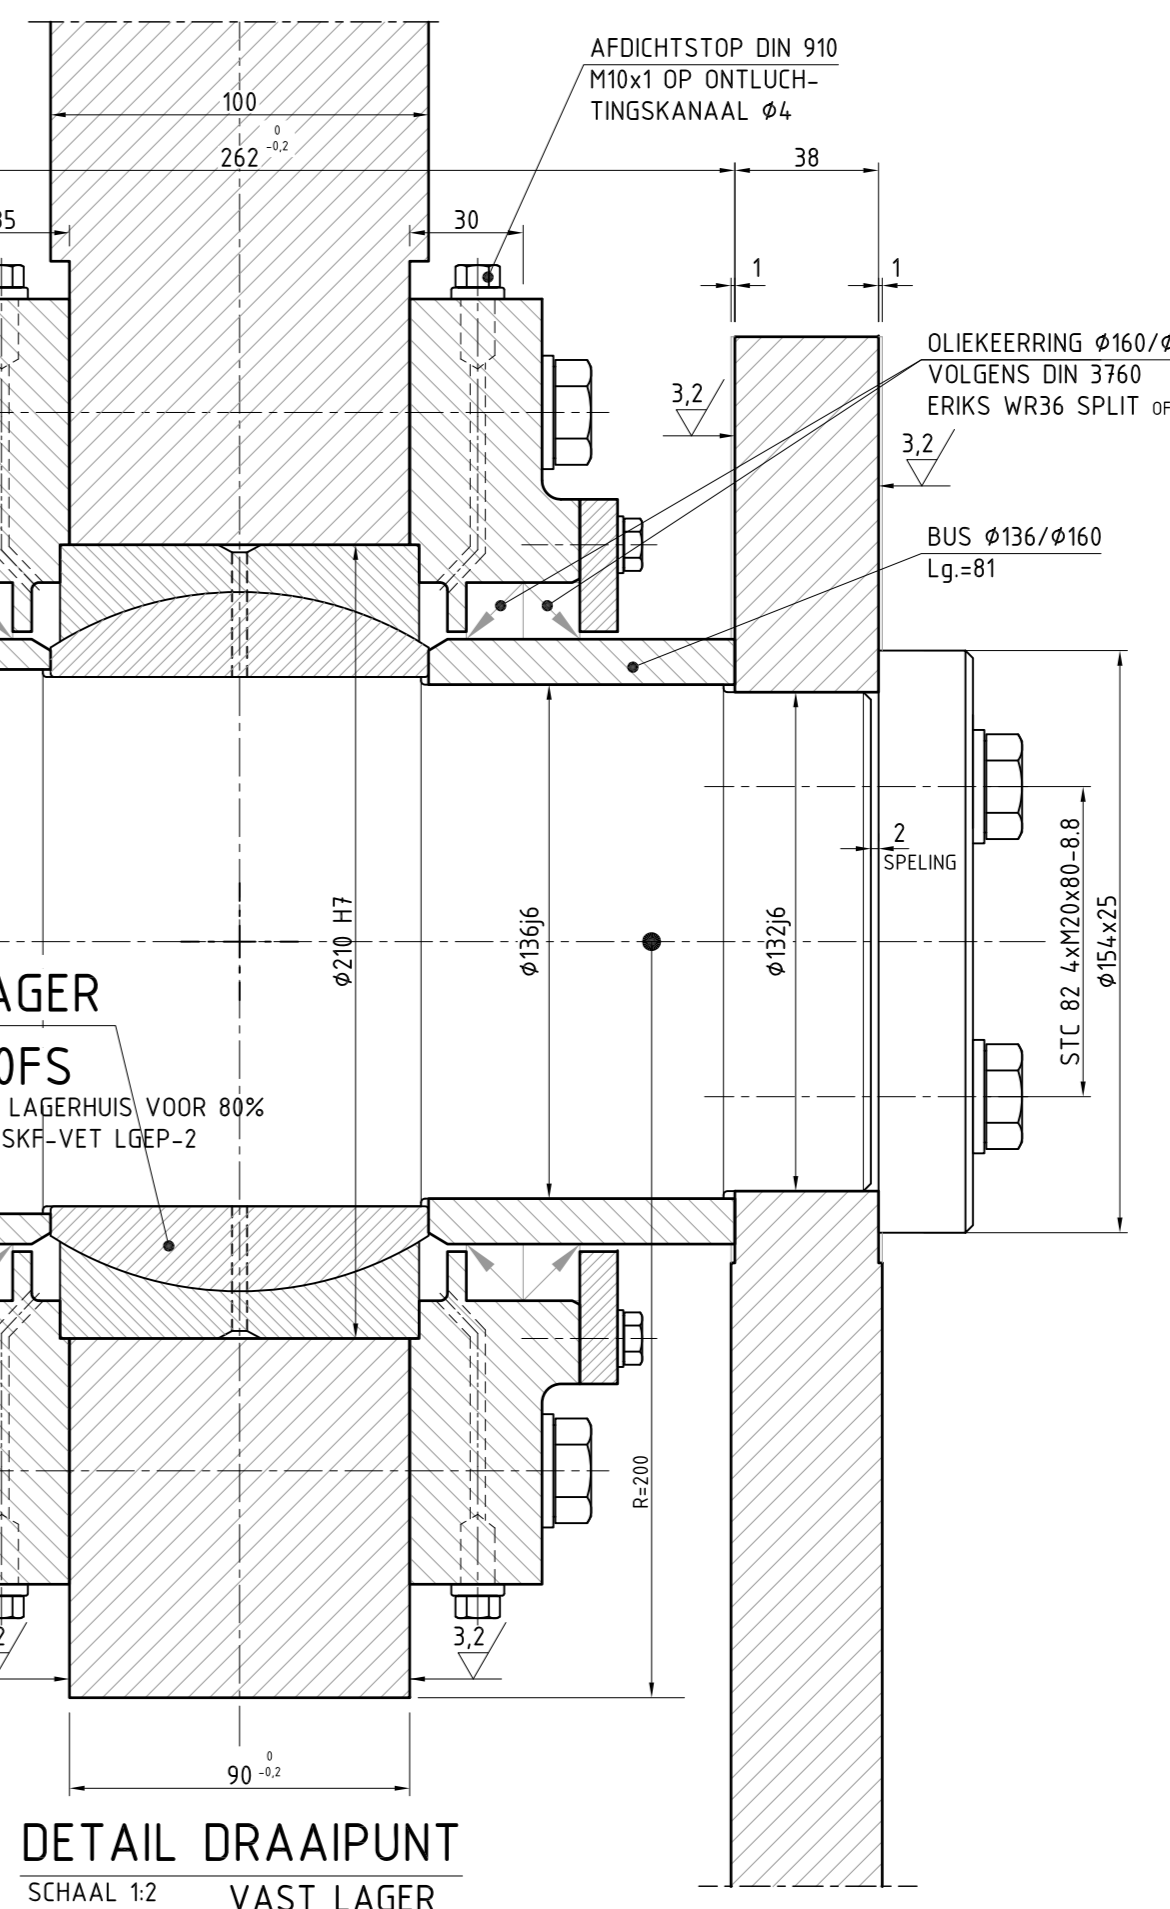 AFDICHTSTOP DIN 910
M10x1 OP ONTLUCH-
TINGSKANAAL Ø4
100
262 0 -0,2
38
35
30
1
1
OLIEKEERRING Ø160/Ø
VOLGENS DIN 3760
ERIKS WR36 SPLIT OF
3,2
3,2
BUS Ø136/Ø160
Lg.=81
2
SPELING
Ø210 H7
Ø136j6
Ø132j6
STC 82 4xM20x80-8.8
Ø154x25
AGER
0FS
LAGERHUIS VOOR 80%
SKF-VET LGEP-2
R=200
2
3,2
90 0 -0,2
DETAIL DRAAIPUNT
SCHAAL 1:2
VAST LAGER